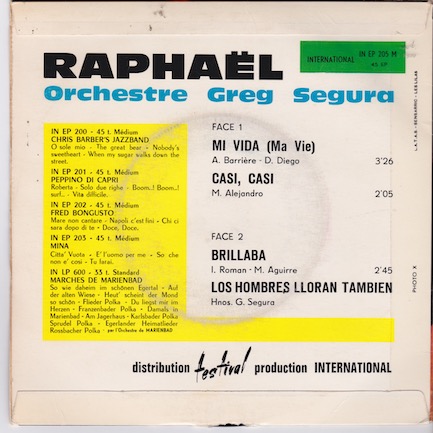 RAPHAËL
INTERNATIONAL
IN EP 205 M
45 EP
Orchestre Greg Segura
IN EP 200 - 45 t. Médium
CHRIS BARBER'S JAZZBAND
O sole mio - The great bear - Nobody's
sweetheart - When my sugar walks down the
street.
IN EP 201 - 45 t. Médium
PEPPINO DI CAPRI
Roberta - Solo due righe - Boom..! Boom..!
surf... - Vita difficile.
IN EP 202 - 45 t. Médium
FRED BONGUSTO
Mare non cantare - Napoli c'est fini - Chi ci
sara dopo di te - Doce, Doce.
IN EP 203 - 45 t. Médium
MINA
Citta' Vuota - E' l'uomo per me - So che
non e' cosi - Tu farai.
IN LP 600 - 33 t. Standard
MARCHES DE MARIENBAD
So wie daheim im schönen Egertal - Auf
der alten Wiese - Heut' scheint der Mond
so schön - Flieder Polka - Du liegst mir im
Herzen - Franzenbader Polka - Damals in
Marienbad - Am Jagerhaus - Karlsbader Polka
Sprudel Polka - Egerlander Heimatlieder
Rossbacher Polka - par l'Orchestre de MARIENBAD
FACE 1
MI VIDA (Ma Vie)
A. Barrière - D. Diego 3'26
CASI, CASI
M. Alejandro 2'05
FACE 2
BRILLABA
I. Roman - M. Aguirre 2'45
LOS HOMBRES LLORAN TAMBIEN
Hnos. G. Segura
distribution festival production INTERNATIONAL
PHOTO X